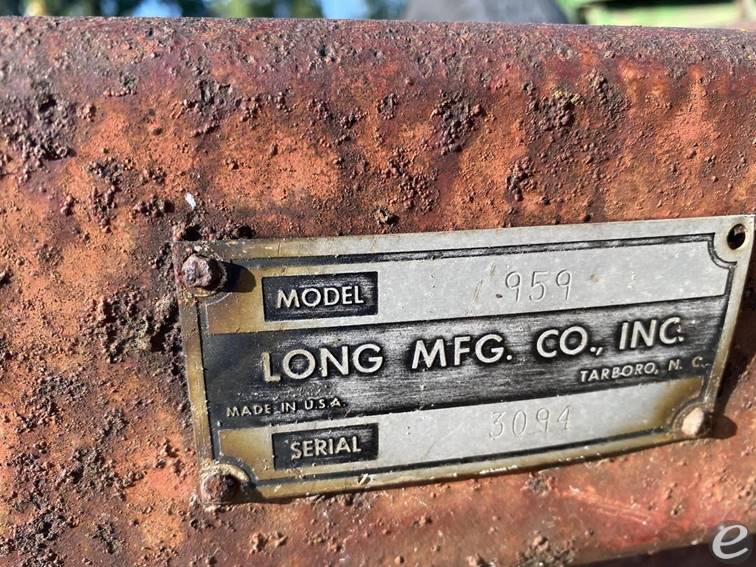 MODEL 959
LONG MFG. CO., INC.
TARBORO, N. C.
MADE IN U.S.A.
SERIAL 3094
e